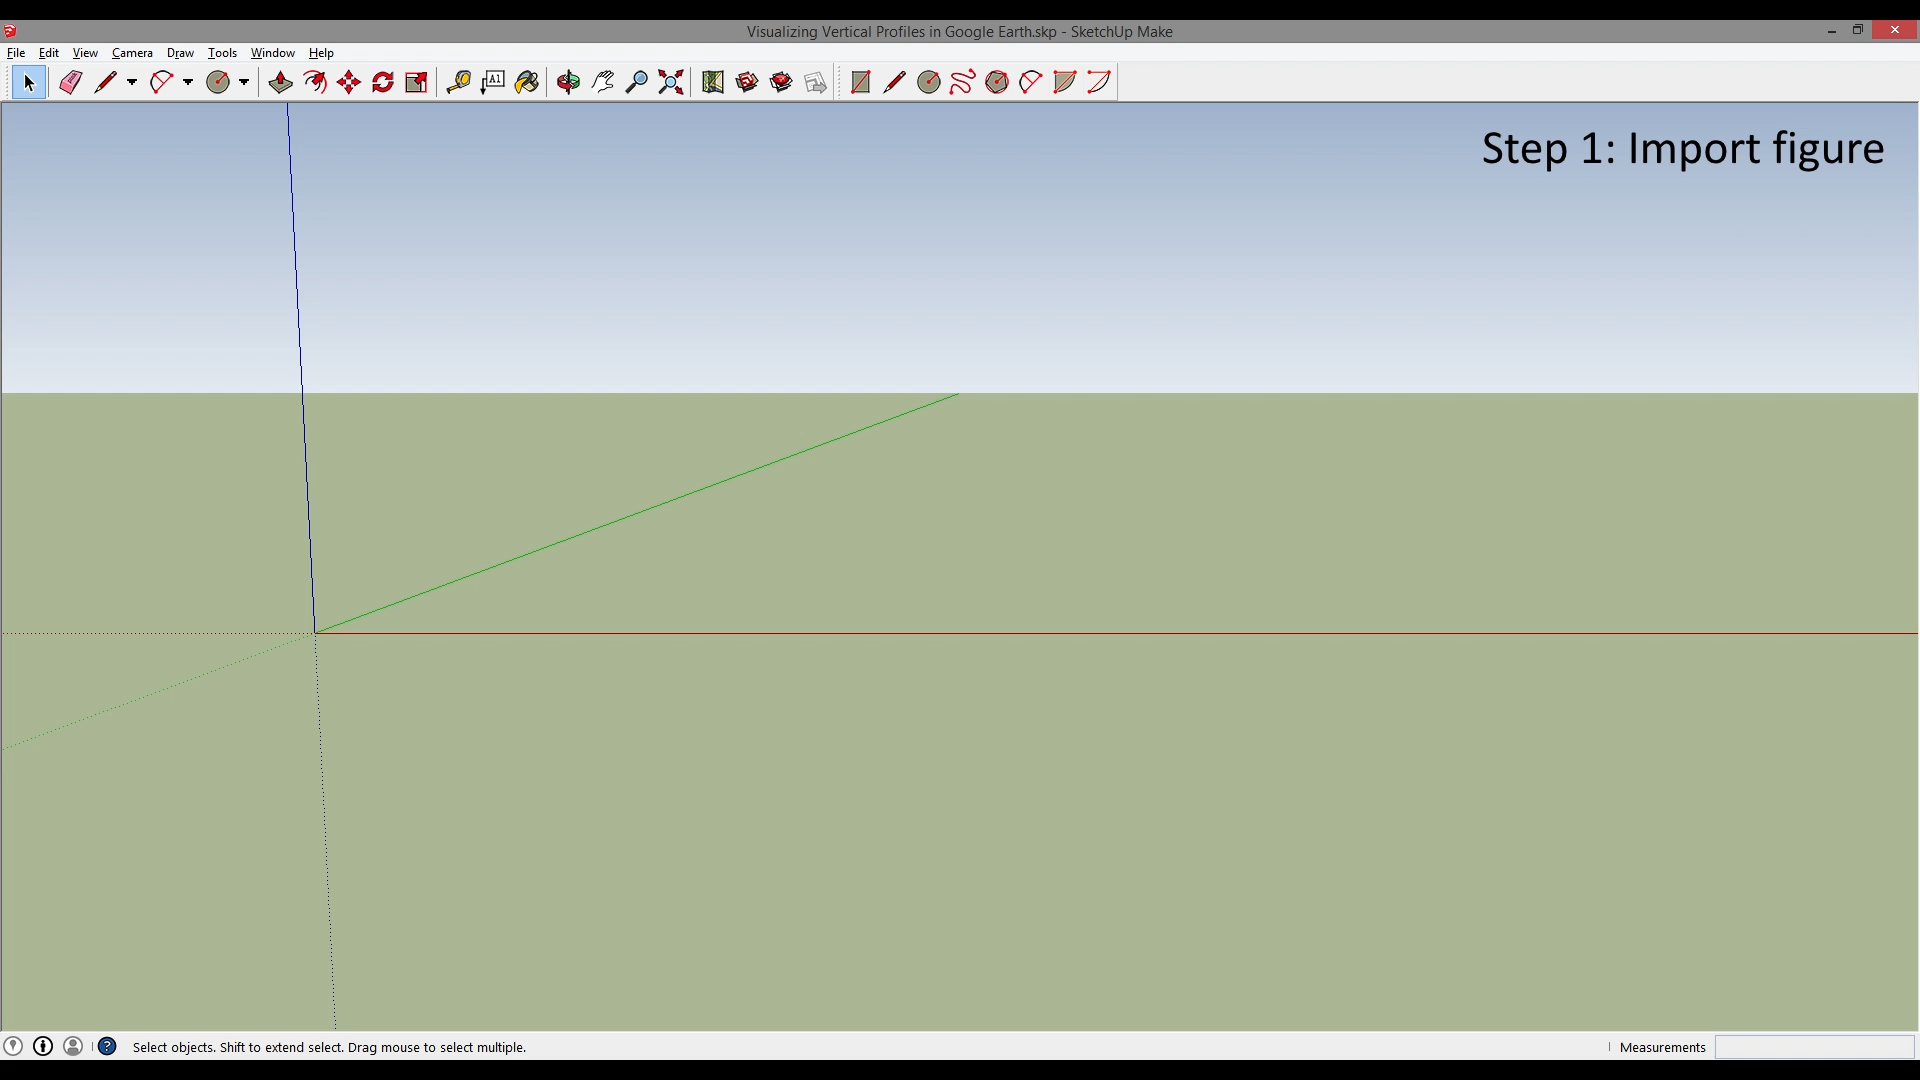 Visualizing Vertical Profiles in Google Earth.skp - SketchUp Make
File Edit View Camera Draw Tools Window Help
A1
Step 1: Import figure
Select objects. Shift to extend select. Drag mouse to select multiple.
Measurements